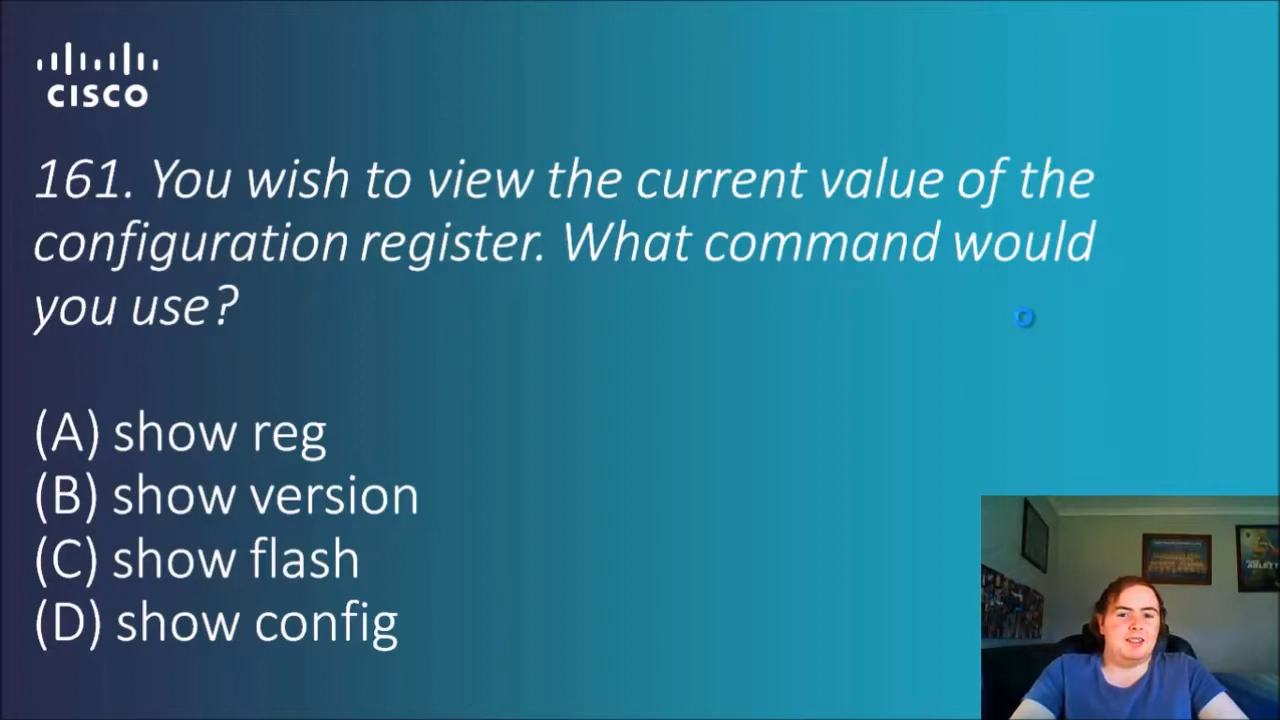 CISCO
161. You wish to view the current value of the
configuration register. What command would
you use?
(A) show reg
(B) show version
(C) show flash
(D) show config